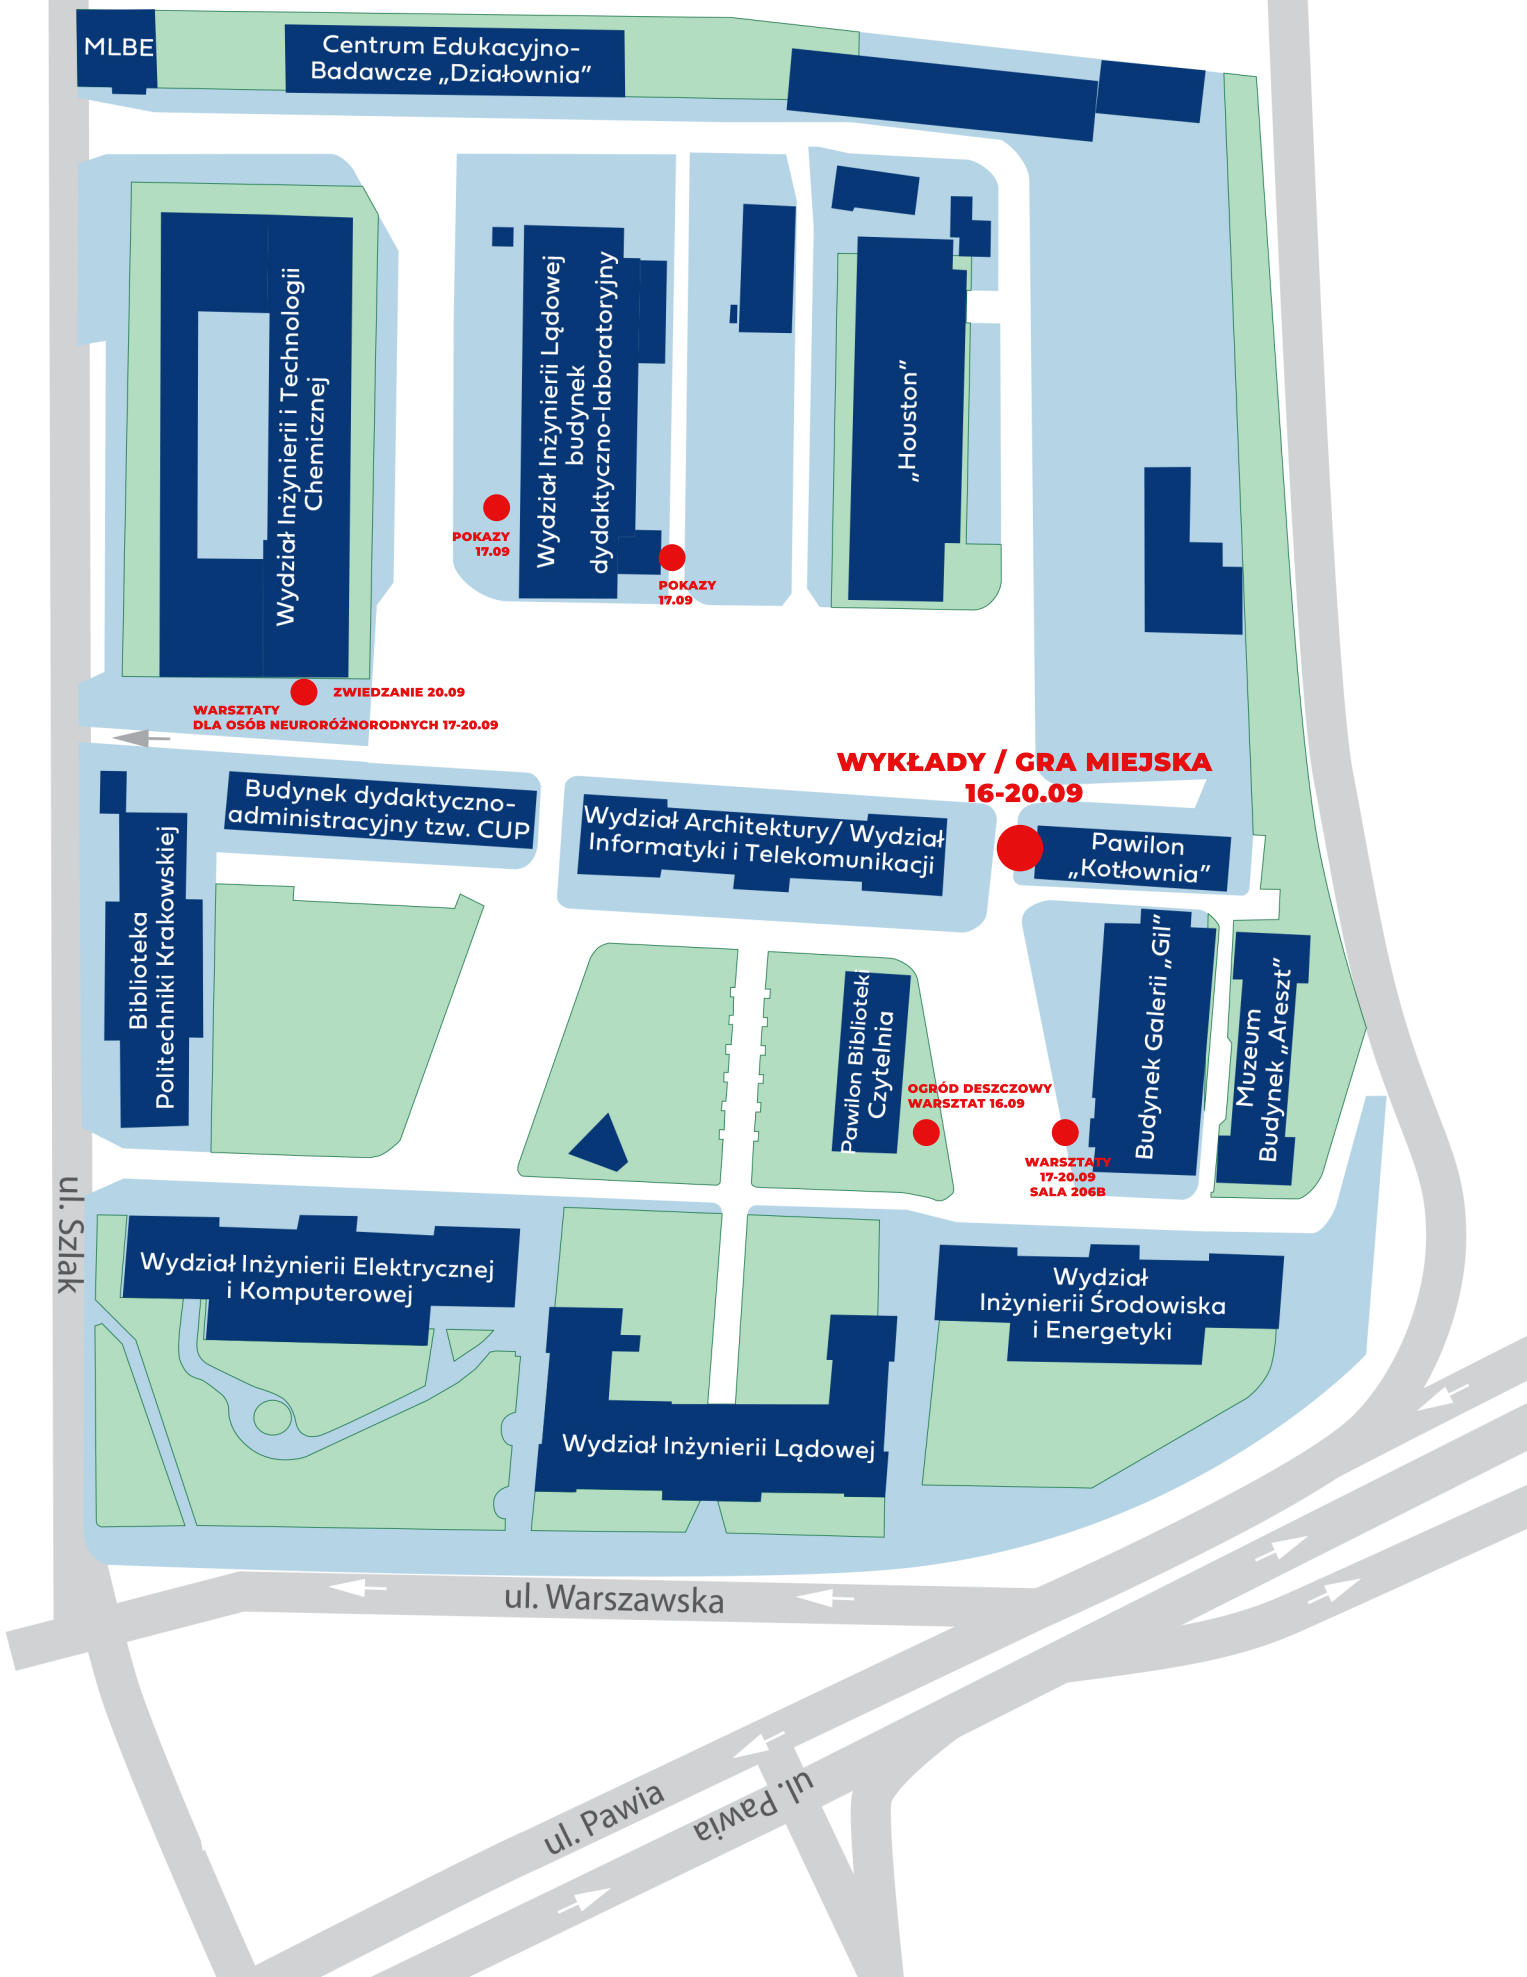 MLBE
Centrum Edukacyjno-
Badawcze „Działownia”
Wydział Inżynierii i Technologii
Chemicznej
Wydział Inżynierii Lądowej
budynek
dydaktyczno-laboratoryjny
„Houston”
POKAZY
17.09
POKAZY
17.09
ZWIEDZANIE 20.09
WARSZTATY
DLA OSÓB NEURORÓŻNORODNYCH 17-20.09
WYKŁADY / GRA MIEJSKA
16-20.09
Budynek dydaktyczno-
administracyjny tzw. CUP
Wydział Architektury/ Wydział
Informatyki i Telekomunikacji
Pawilon
„Kotłownia”
Biblioteka
Politechniki Krakowskiej
Pawilon Biblioteki
Czytelnia
Budynek Galerii „Gil”
Muzeum
Budynek „Areszt”
OGRÓD DESZCZOWY
WARSZTAT 16.09
WARSZTATY
17-20.09
SALA 206B
ul. Szlak
Wydział Inżynierii Elektrycznej
i Komputerowej
Wydział
Inżynierii Środowiska
i Energetyki
Wydział Inżynierii Lądowej
ul. Warszawska
ul. Pawia
ul. Pawia